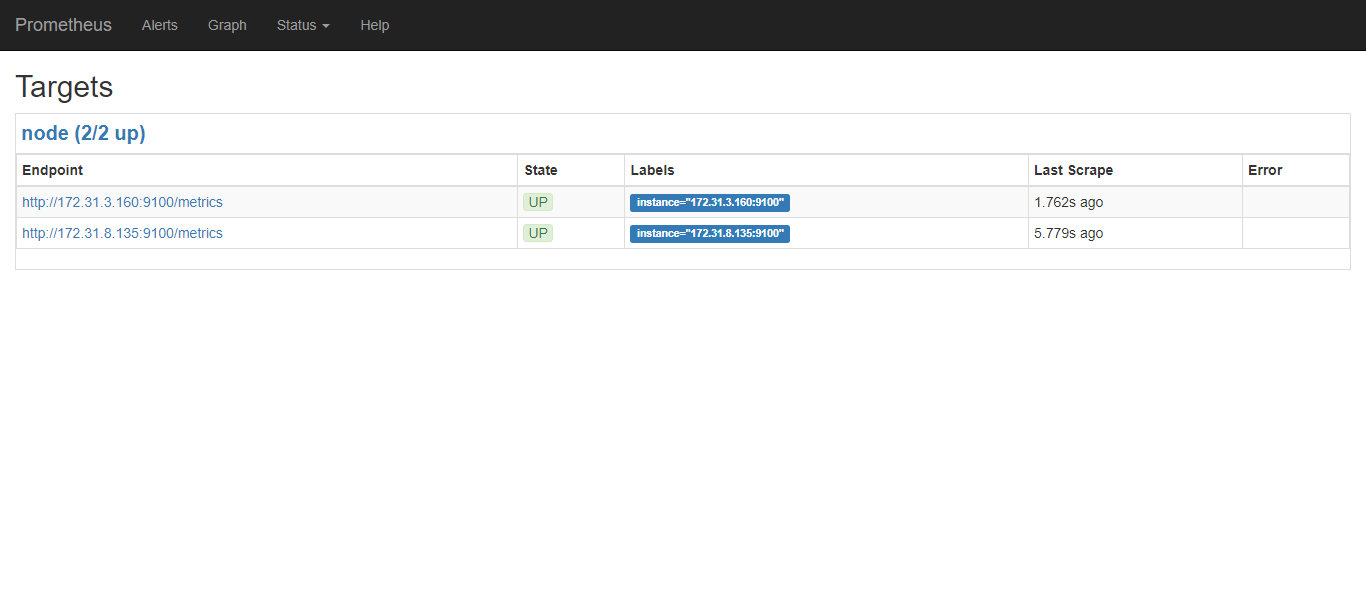 Prometheus Alerts Graph Status Help
Targets
node (2/2 up)
Endpoint State Labels Last Scrape Error
http://172.31.3.160:9100/metrics UP instance="172.31.3.160:9100" 1.762s ago
http://172.31.8.135:9100/metrics UP instance="172.31.8.135:9100" 5.779s ago